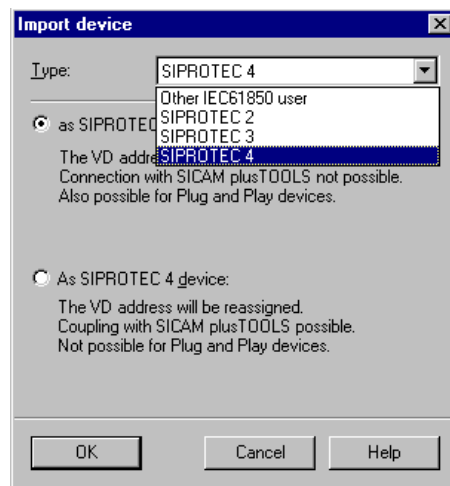 Import device
Type:
SIPROTEC 4
Other IEC61850 user
SIPROTEC 2
SIPROTEC 3
SIPROTEC 4
as SIPROTEC
The VD addre
Connection with SICAM plusTOOLS not possible.
Also possible for Plug and Play devices.
As SIPROTEC 4 device:
The VD address will be reassigned.
Coupling with SICAM plusTOOLS possible.
Not possible for Plug and Play devices.
OK
Cancel
Help